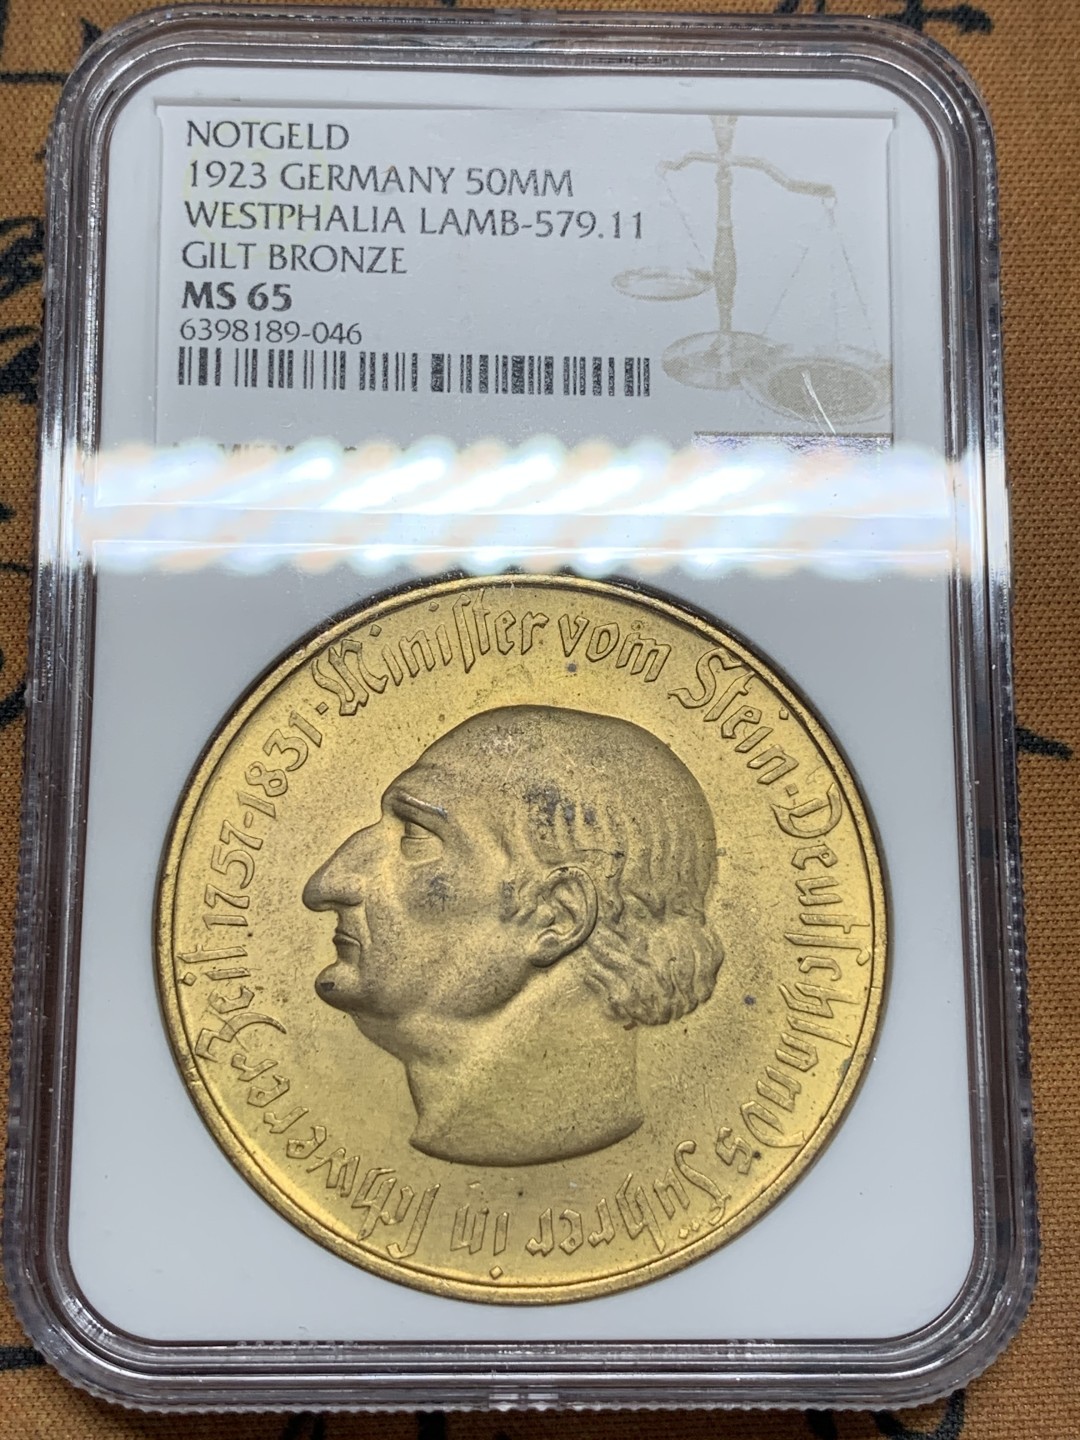 NOTGELD
1923 GERMANY 50MM
WESTPHALIA LAMB-579.11
GILT BRONZE
MS 65
6398189-046
Miniſter vom Stein·Deutſchlands Führer in ſchwerer Zeit 1757-1831·